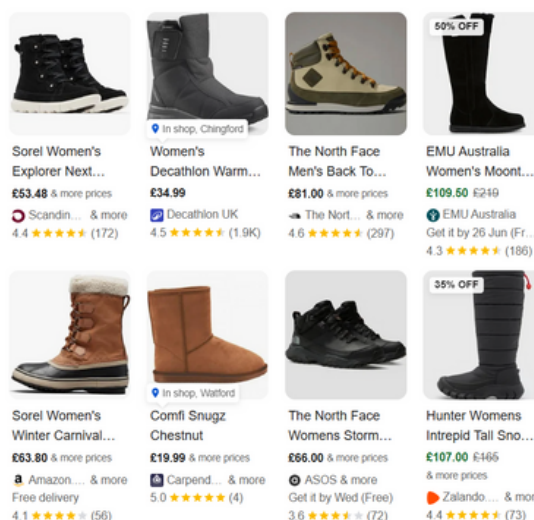 50% OFF
In shop, Chingford
Sorel Women's
Explorer Next...
£53.48 & more prices
Scandin... & more
4.4 ★★★★★ (172)
Women's
Decathlon Warm...
£34.99
Decathlon UK
4.5 ★★★★★ (1.9K)
The North Face
Men's Back To...
£81.00 & more prices
The Nort... & more
4.6 ★★★★★ (297)
EMU Australia
Women's Moont...
£109.50 £219
EMU Australia
Get it by 26 Jun (Fr...
4.3 ★★★★★ (186)
35% OFF
In shop, Watford
Sorel Women's
Winter Carnival...
£63.80 & more prices
Amazon.... & more
Free delivery
4.1 ★★★★★ (56)
Comfi Snugz
Chestnut
£19.99 & more prices
Carpend... & more
5.0 ★★★★★ (4)
The North Face
Womens Storm...
£66.00 & more prices
ASOS & more
Get it by Wed (Free)
3.6 ★★★★★ (72)
Hunter Womens
Intrepid Tall Sno...
£107.00 £165
& more prices
Zalando.... & mor
4.4 ★★★★★ (73)